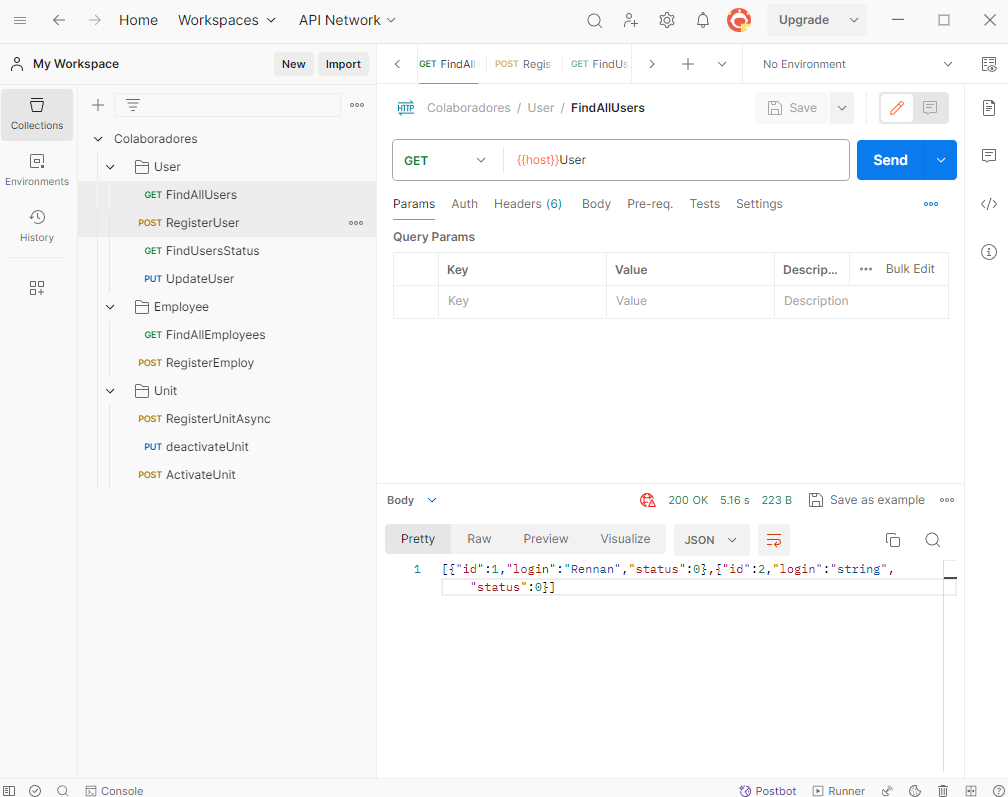 Home Workspaces API Network Upgrade
My Workspace New Import
GET FindAll POST Regis GET FindUs No Environment
Collections
Environments
History
Colaboradores
User
GET FindAllUsers
POST RegisterUser
GET FindUsersStatus
PUT UpdateUser
Employee
GET FindAllEmployees
POST RegisterEmploy
Unit
POST RegisterUnitAsync
PUT deactivateUnit
POST ActivateUnit
HTTP Colaboradores / User / FindAllUsers Save
GET {{host}}User Send
Params Auth Headers (6) Body Pre-req. Tests Settings
Query Params
Key Value Descrip... Bulk Edit
Key Value Description
Body 200 OK 5.16 s 223 B Save as example
Pretty Raw Preview Visualize JSON
1 [{"id":1,"login":"Rennan","status":0},{"id":2,"login":"string",
"status":0}]
Console Postbot Runner